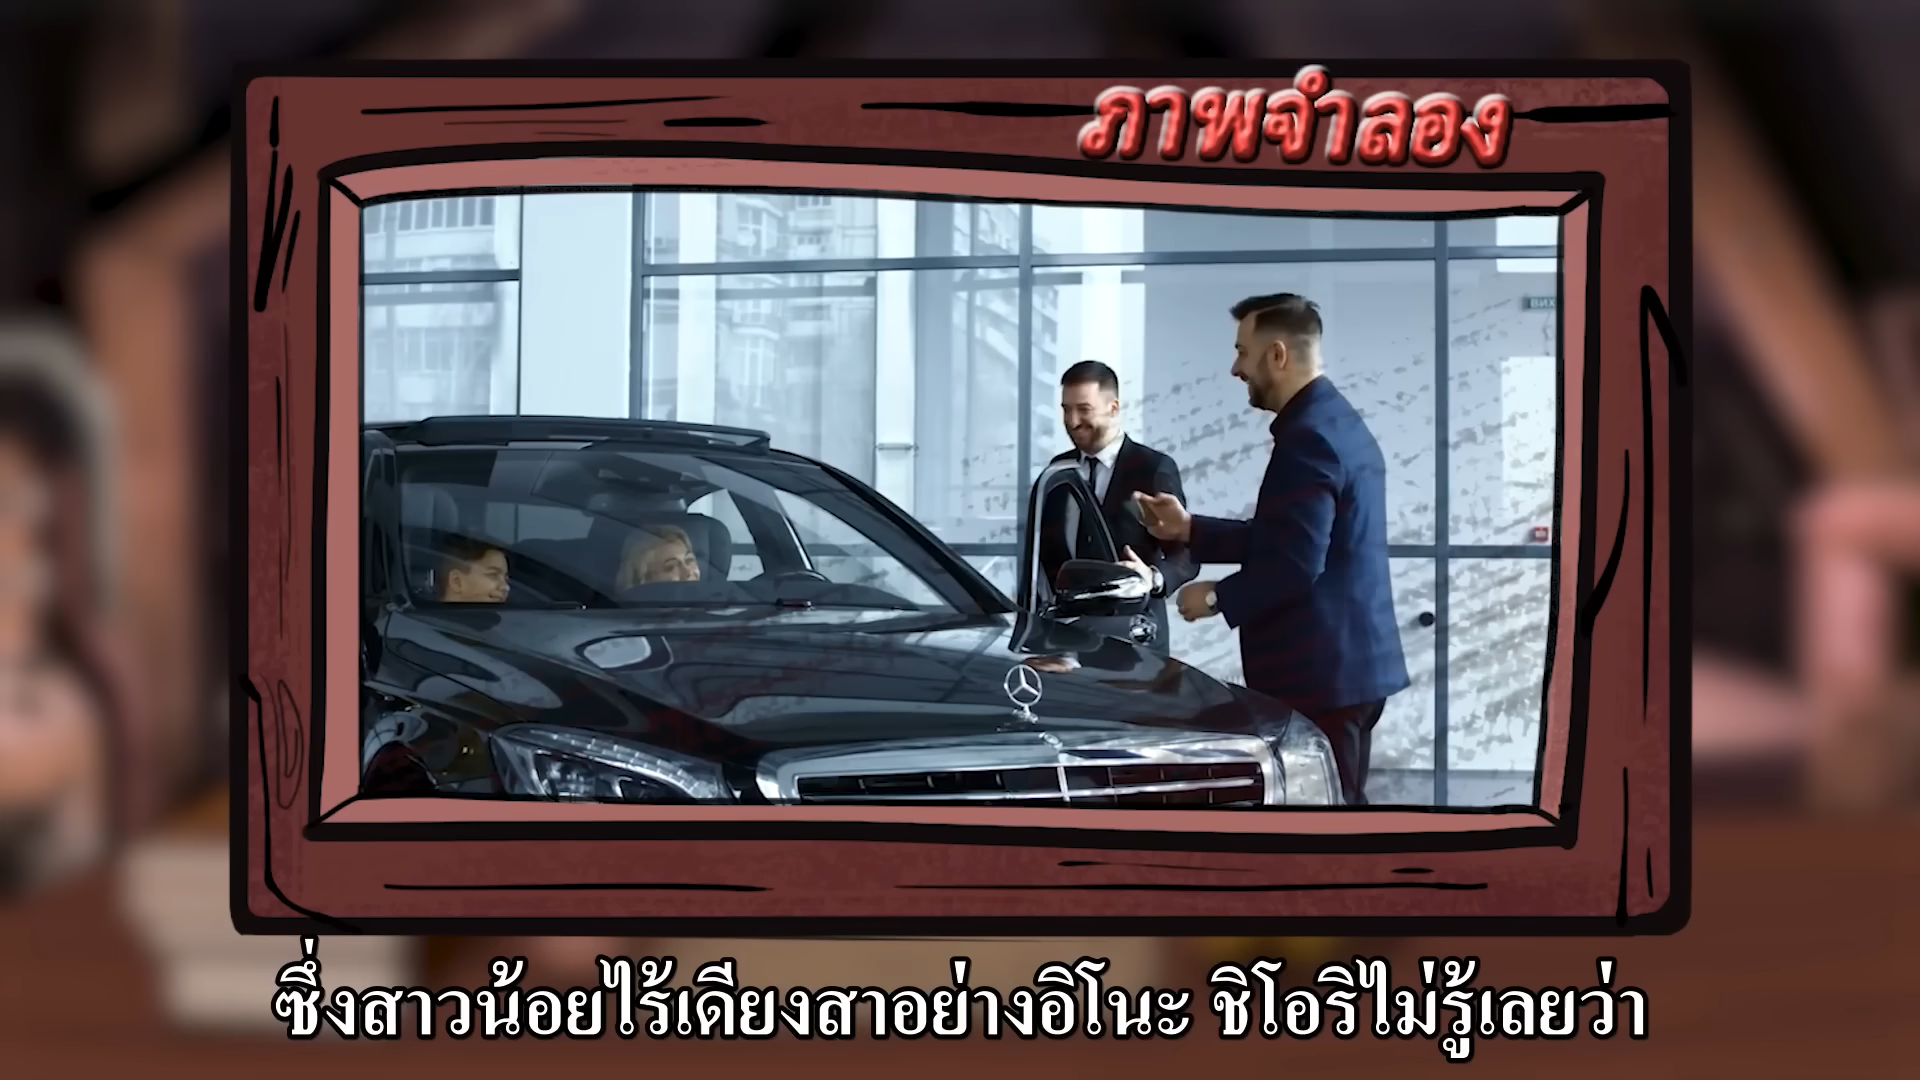 ภาพจำลอง
ВИХ
ซึ่งสาวน้อยไร้เดียงสาอย่างอิโนะ ชิโอริไม่รู้เลยว่า